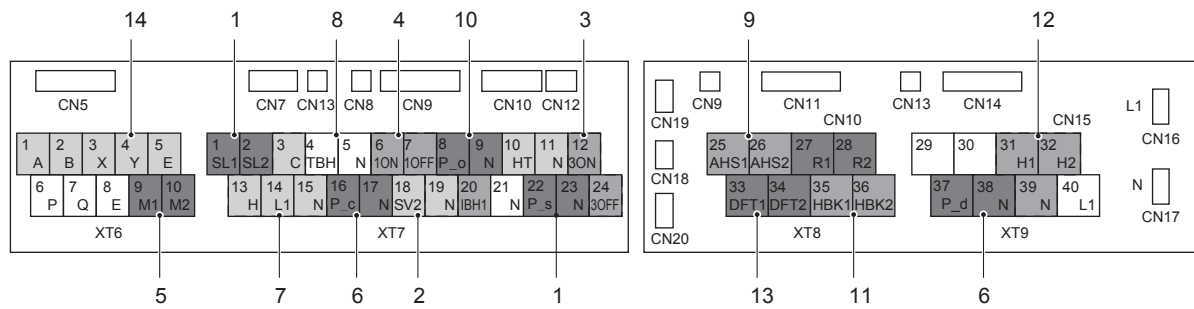 14 1 8 4 10 3 9 12
CN5 CN7 CN13 CN8 CN9 CN10 CN12 CN19 CN9 CN11 CN13 CN14 L1 CN16
CN10 CN15
1 2 3 4 5 1 2 3 4 5 6 7 8 9 10 11 12 CN18 25 26 27 28 29 30 31 32
A B X Y E SL1 SL2 C TBH N 1ON 1OFF P_o N HT N 3ON AHS1 AHS2 R1 R2 H1 H2
6 7 8 9 10 13 14 15 16 17 18 19 20 21 22 23 24 33 34 35 36 37 38 39 40 N CN17
P Q E M1 M2 H L1 N P_c N SV2 N IBH1 N P_s N 3OFF CN20 DFT1 DFT2 HBK1 HBK2 P_d N N L1
XT6 XT7 XT8 XT9
5 7 6 2 1 13 11 6